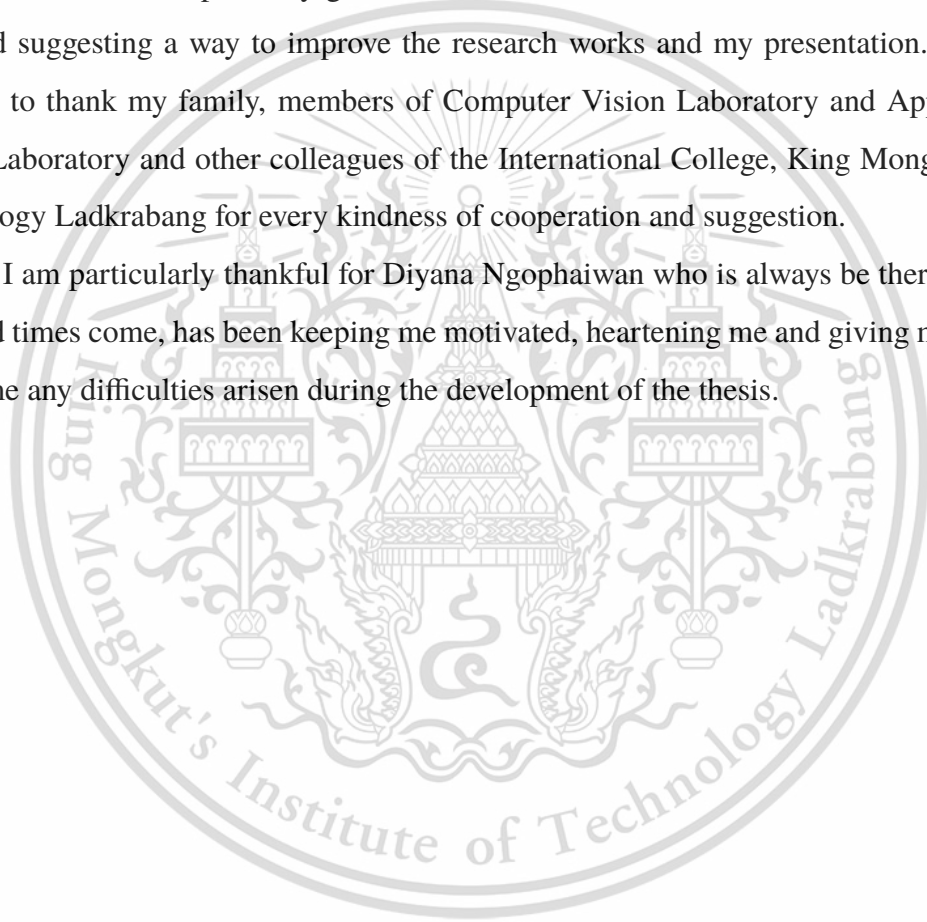 d suggesting a way to improve the research works and my presentation.
to thank my family, members of Computer Vision Laboratory and App
Laboratory and other colleagues of the International College, King Mong
ogy Ladkrabang for every kindness of cooperation and suggestion.
I am particularly thankful for Diyana Ngophaiwan who is always be ther
d times come, has been keeping me motivated, heartening me and giving m
ne any difficulties arisen during the development of the thesis.
King Mongkut's Institute of Technology Ladkrabang